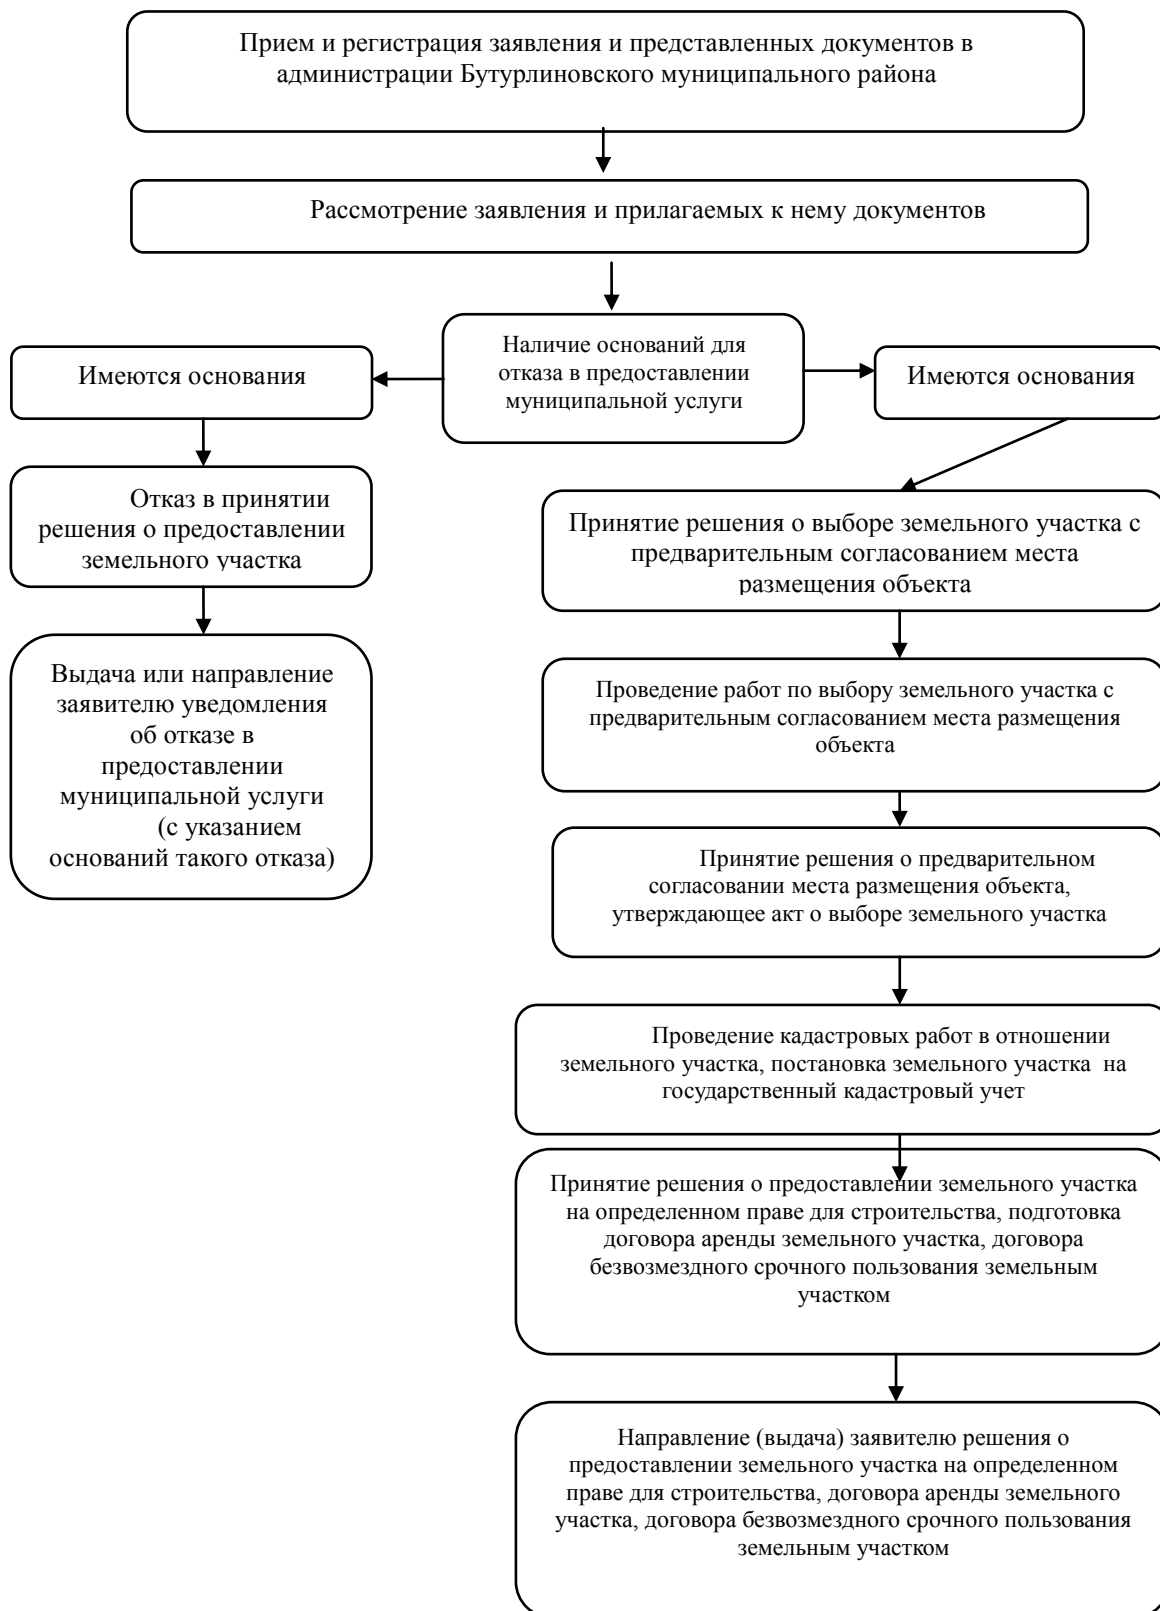 Прием и регистрация заявления и представленных документов в
администрации Бутурлиновского муниципального района
Рассмотрение заявления и прилагаемых к нему документов
Наличие оснований для
отказа в предоставлении
муниципальной услуги
Имеются основания
Имеются основания
Отказ в принятии
решения о предоставлении
земельного участка
Выдача или направление
заявителю уведомления
об отказе в
предоставлении
муниципальной услуги
(с указанием
оснований такого отказа)
Принятие решения о выборе земельного участка с
предварительным согласованием места
размещения объекта
Проведение работ по выбору земельного участка с
предварительным согласованием места размещения
объекта
Принятие решения о предварительном
согласовании места размещения объекта,
утверждающее акт о выборе земельного участка
Проведение кадастровых работ в отношении
земельного участка, постановка земельного участка на
государственный кадастровый учет
Принятие решения о предоставлении земельного участка
на определенном праве для строительства, подготовка
договора аренды земельного участка, договора
безвозмездного срочного пользования земельным
участком
Направление (выдача) заявителю решения о
предоставлении земельного участка на определенном
праве для строительства, договора аренды земельного
участка, договора безвозмездного срочного пользования
земельным участком